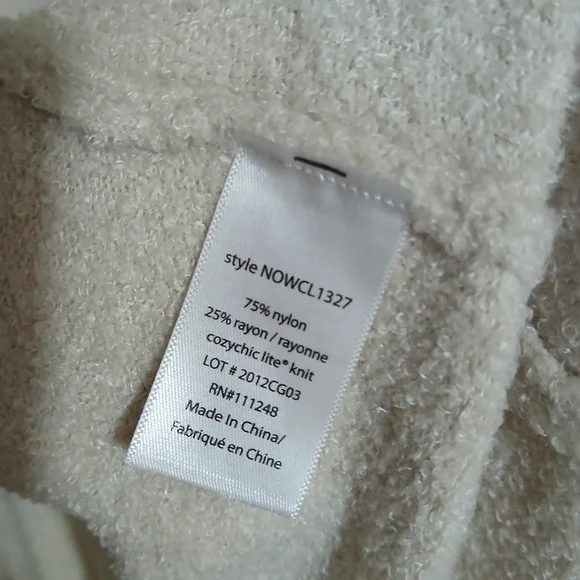 style NOWCL1327
75% nylon
25% rayon / rayonne
cozychic lite® knit
LOT # 2012CG03
RN#111248
Made In China/
Fabriqué en Chine